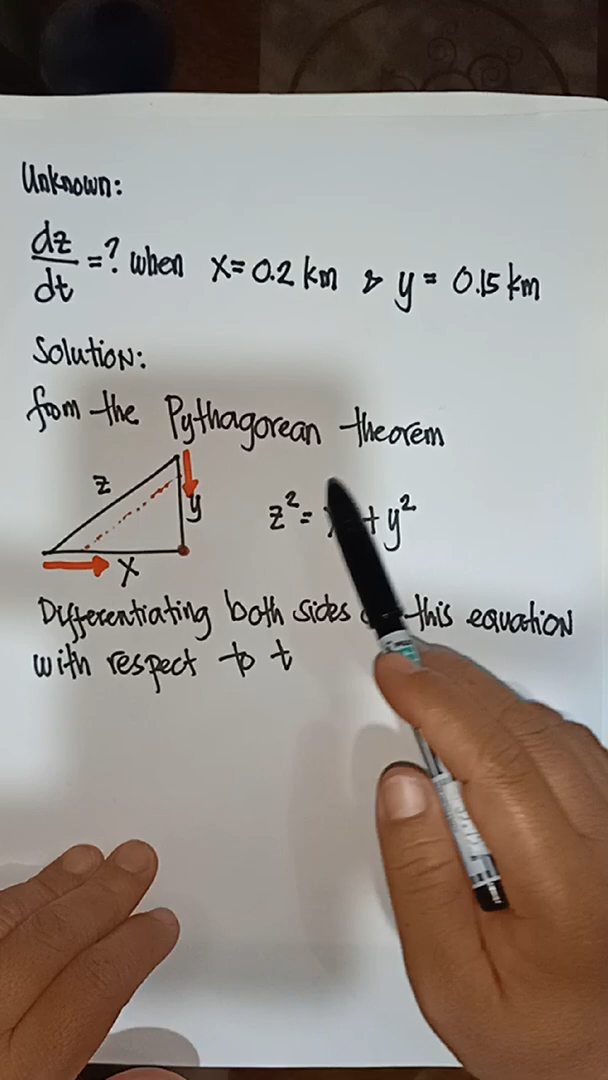 Unknown:
dz/dt = ? when x = 0.2 km & y = 0.15 km
Solution:
from the Pythagorean theorem
z
y
x
z² = + y²
Differentiating both sides this equation
with respect to t